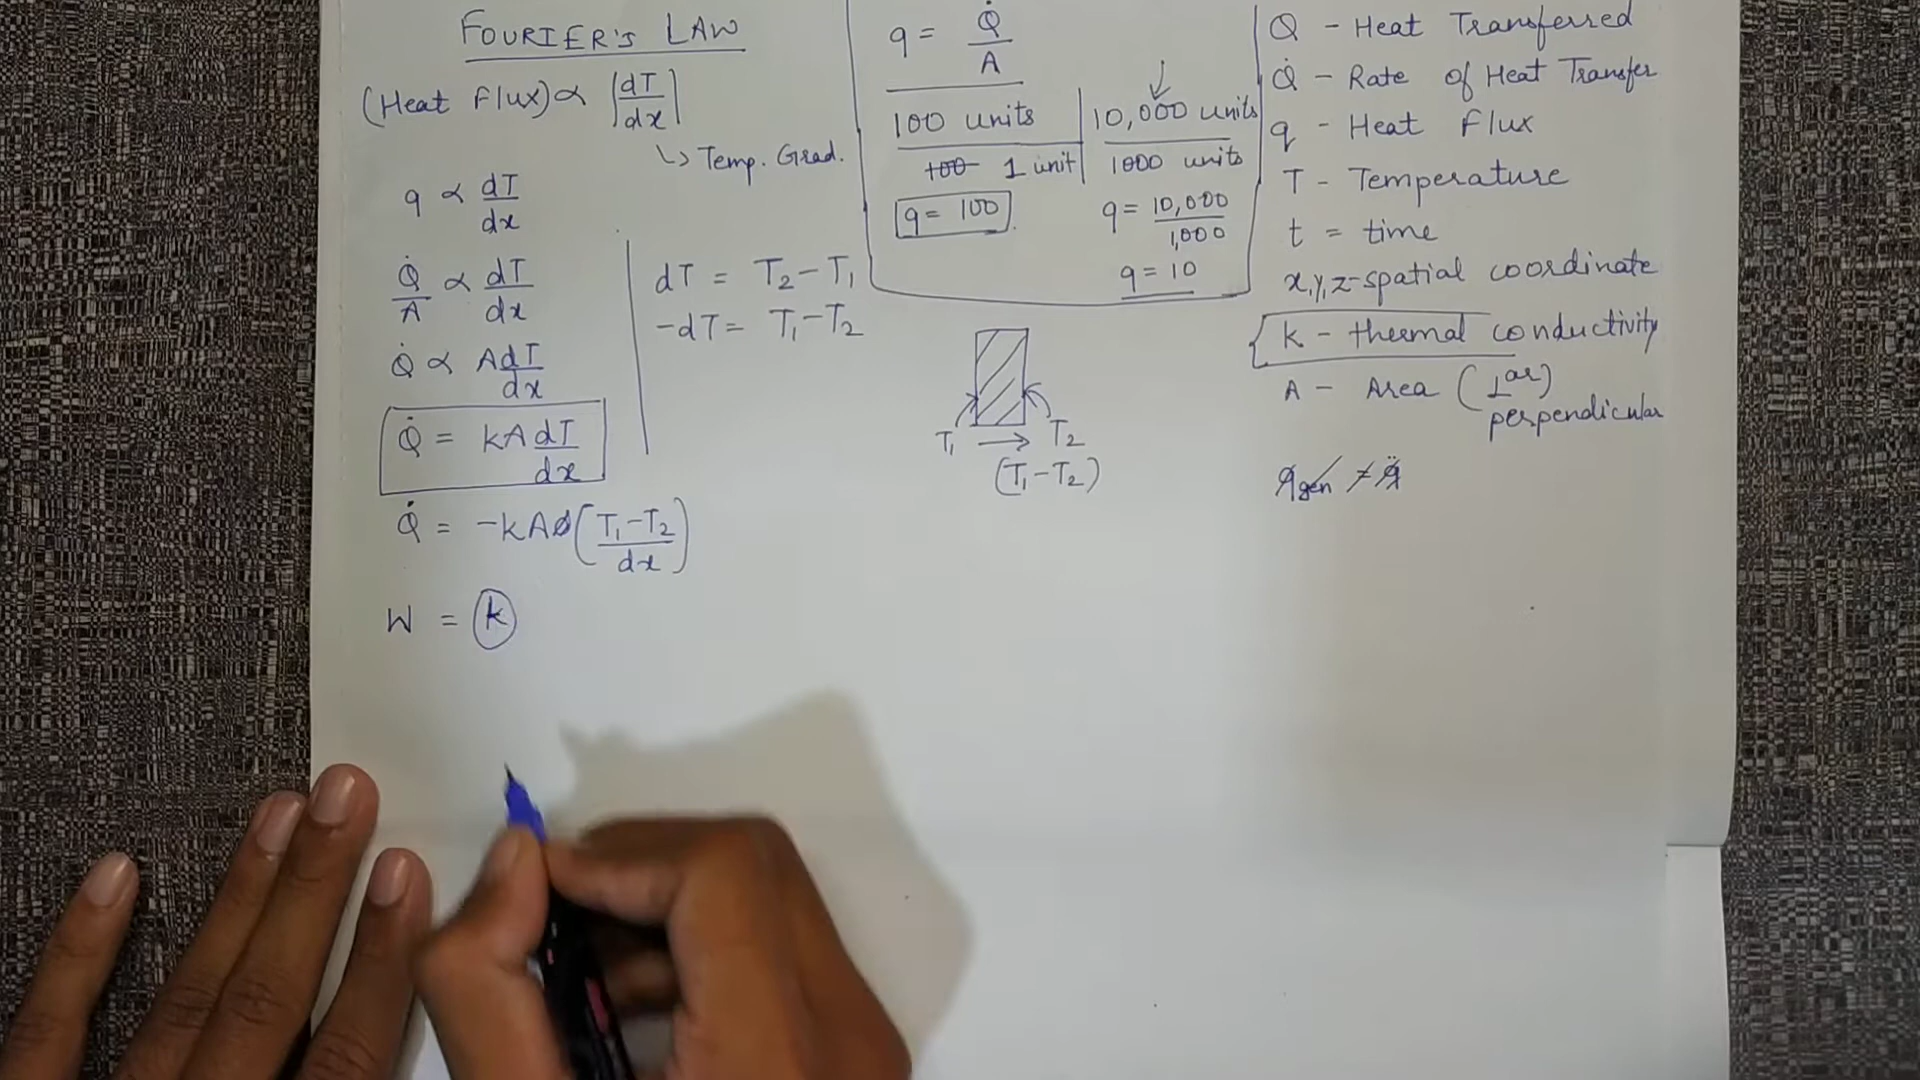 FOURIER'S LAW
(Heat Flux) ∝ |dT/dx|
↳ Temp. Grad.
q ∝ dT/dx
Q̇/A ∝ dT/dx
Q̇ ∝ A dT/dx
Q̇ = kA dT/dx
Q̇ = -kA (T₁-T₂/dx)
W = k
dT = T₂-T₁
-dT = T₁-T₂
q = Q̇/A
100 units
100 1 unit
q = 100
10,000 units
1000 units
q = 10,000/1,000
q = 10
T₁ → T₂
(T₁-T₂)
Q - Heat Transferred
Q̇ - Rate of Heat Transfer
q - Heat Flux
T - Temperature
t = time
x,y,z-spatial coordinate
k - thermal conductivity
A - Area (⊥ar)
perpendicular